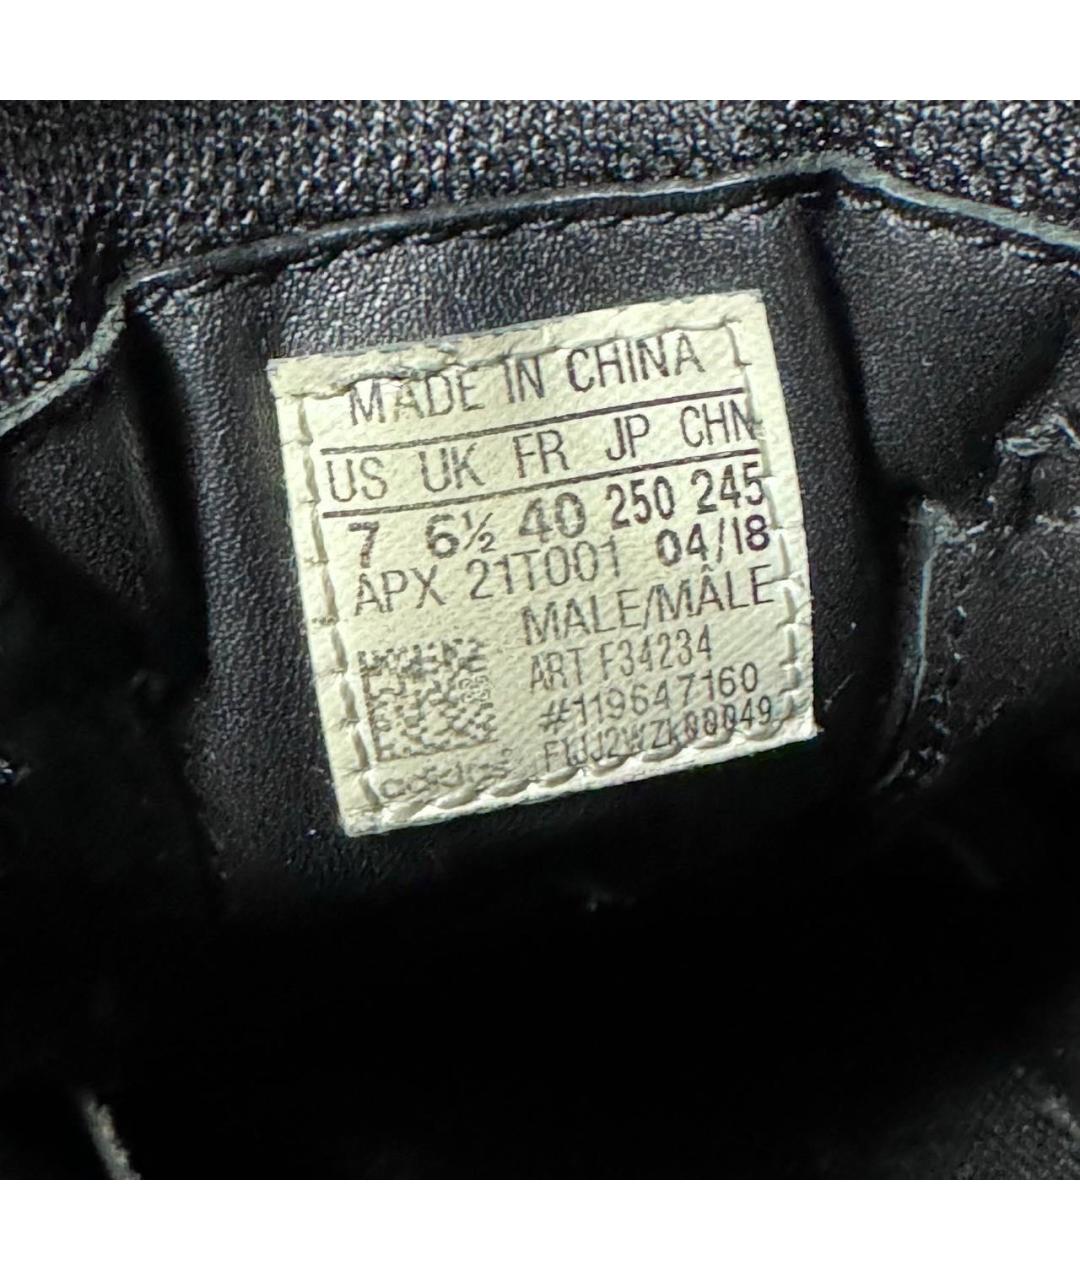 MADE IN CHINA
US UK FR JP CHN
7 6½ 40 250 245
APX 21T001 04/18
MALE/MÂLE
ART F34234
#119647160
adidas